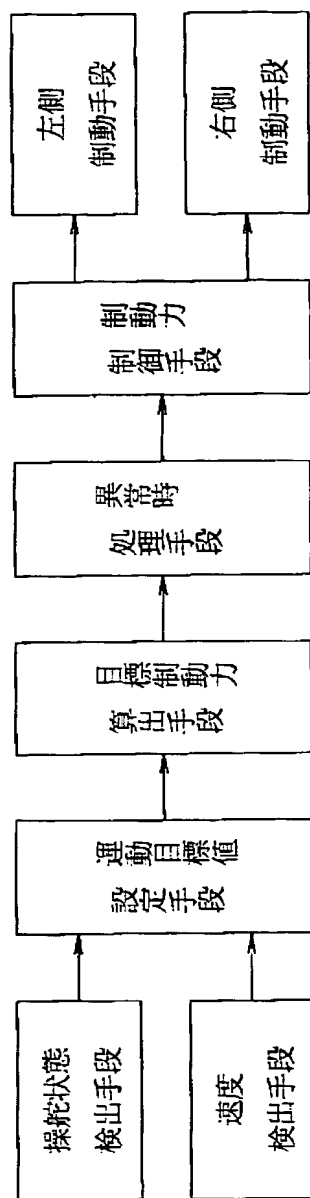 操舵状態
検出手段
速度
検出手段
運動目標値
設定手段
目標制動力
算出手段
異常時
処理手段
制動力
制御手段
左側
制動手段
右側
制動手段